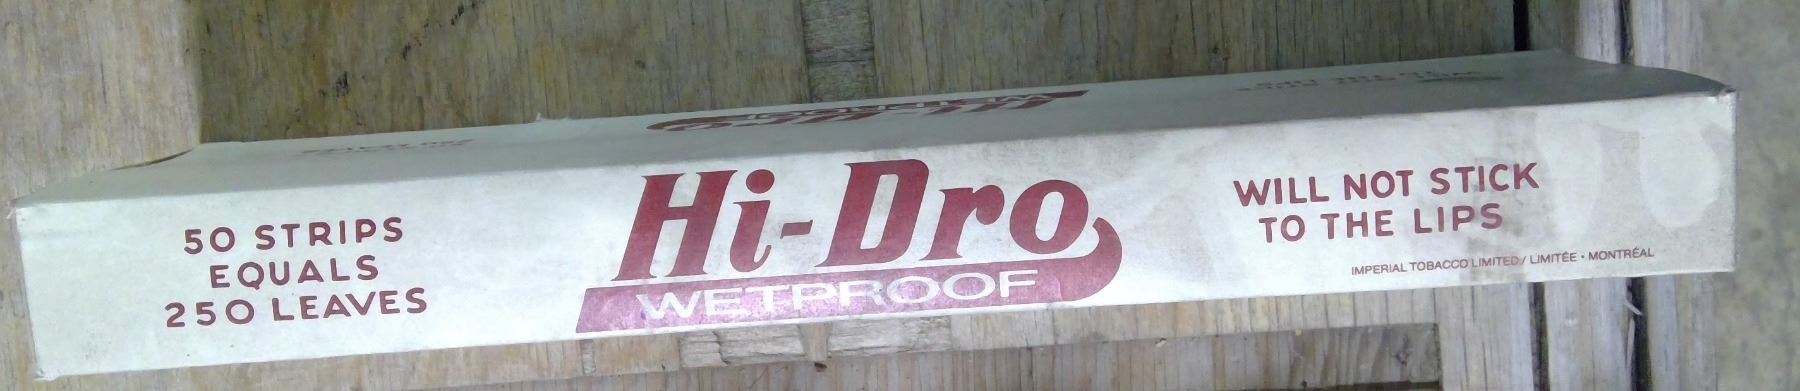 50 STRIPS
EQUALS
250 LEAVES
Hi-Dro
WETPROOF
WILL NOT STICK
TO THE LIPS
IMPERIAL TOBACCO LIMITED / LIMITÉE • MONTRÉAL